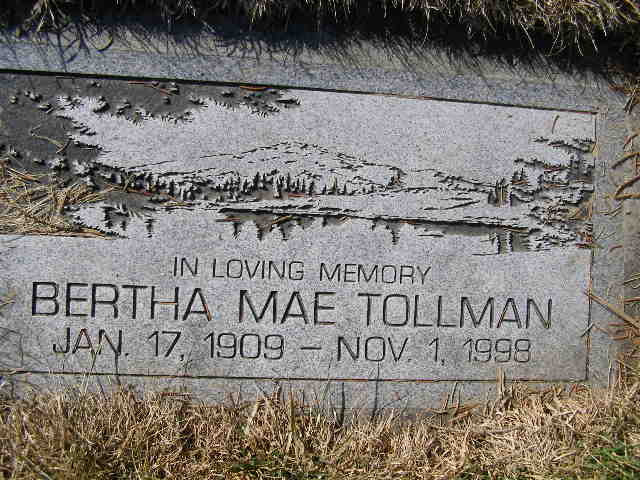 IN LOVING MEMORY
BERTHA MAE TOLLMAN
JAN. 17, 1909 – NOV. 1, 1998